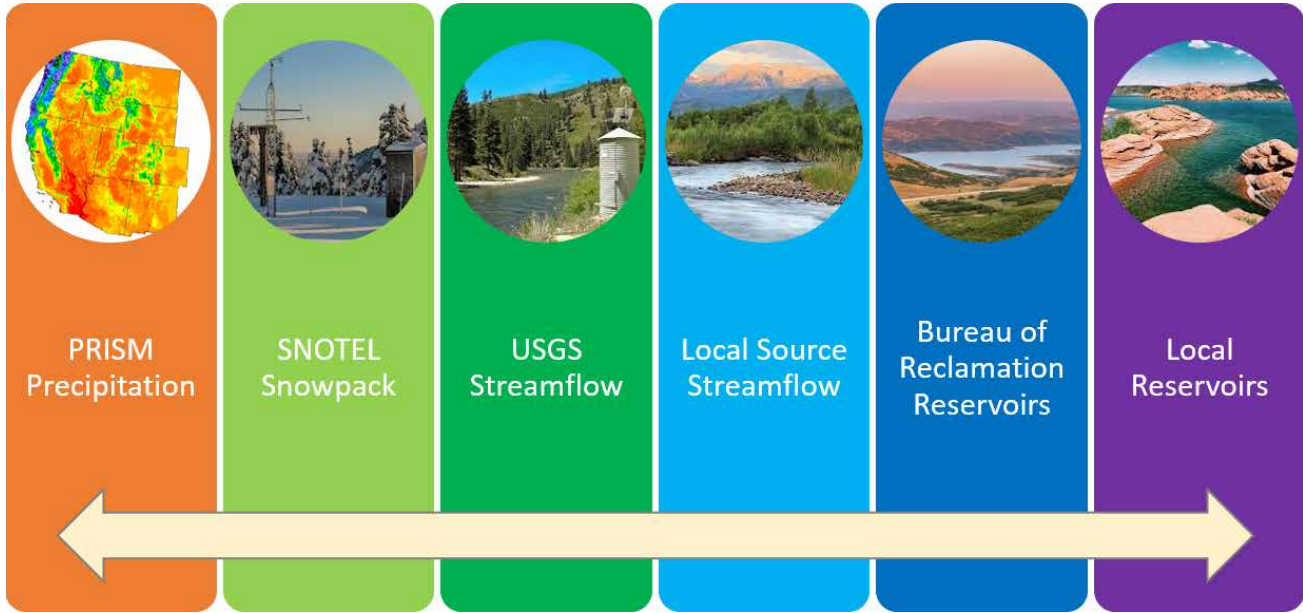 PRISM
Precipitation
SNOTEL
Snowpack
USGS
Streamflow
Local Source
Streamflow
Bureau of
Reclamation
Reservoirs
Local
Reservoirs